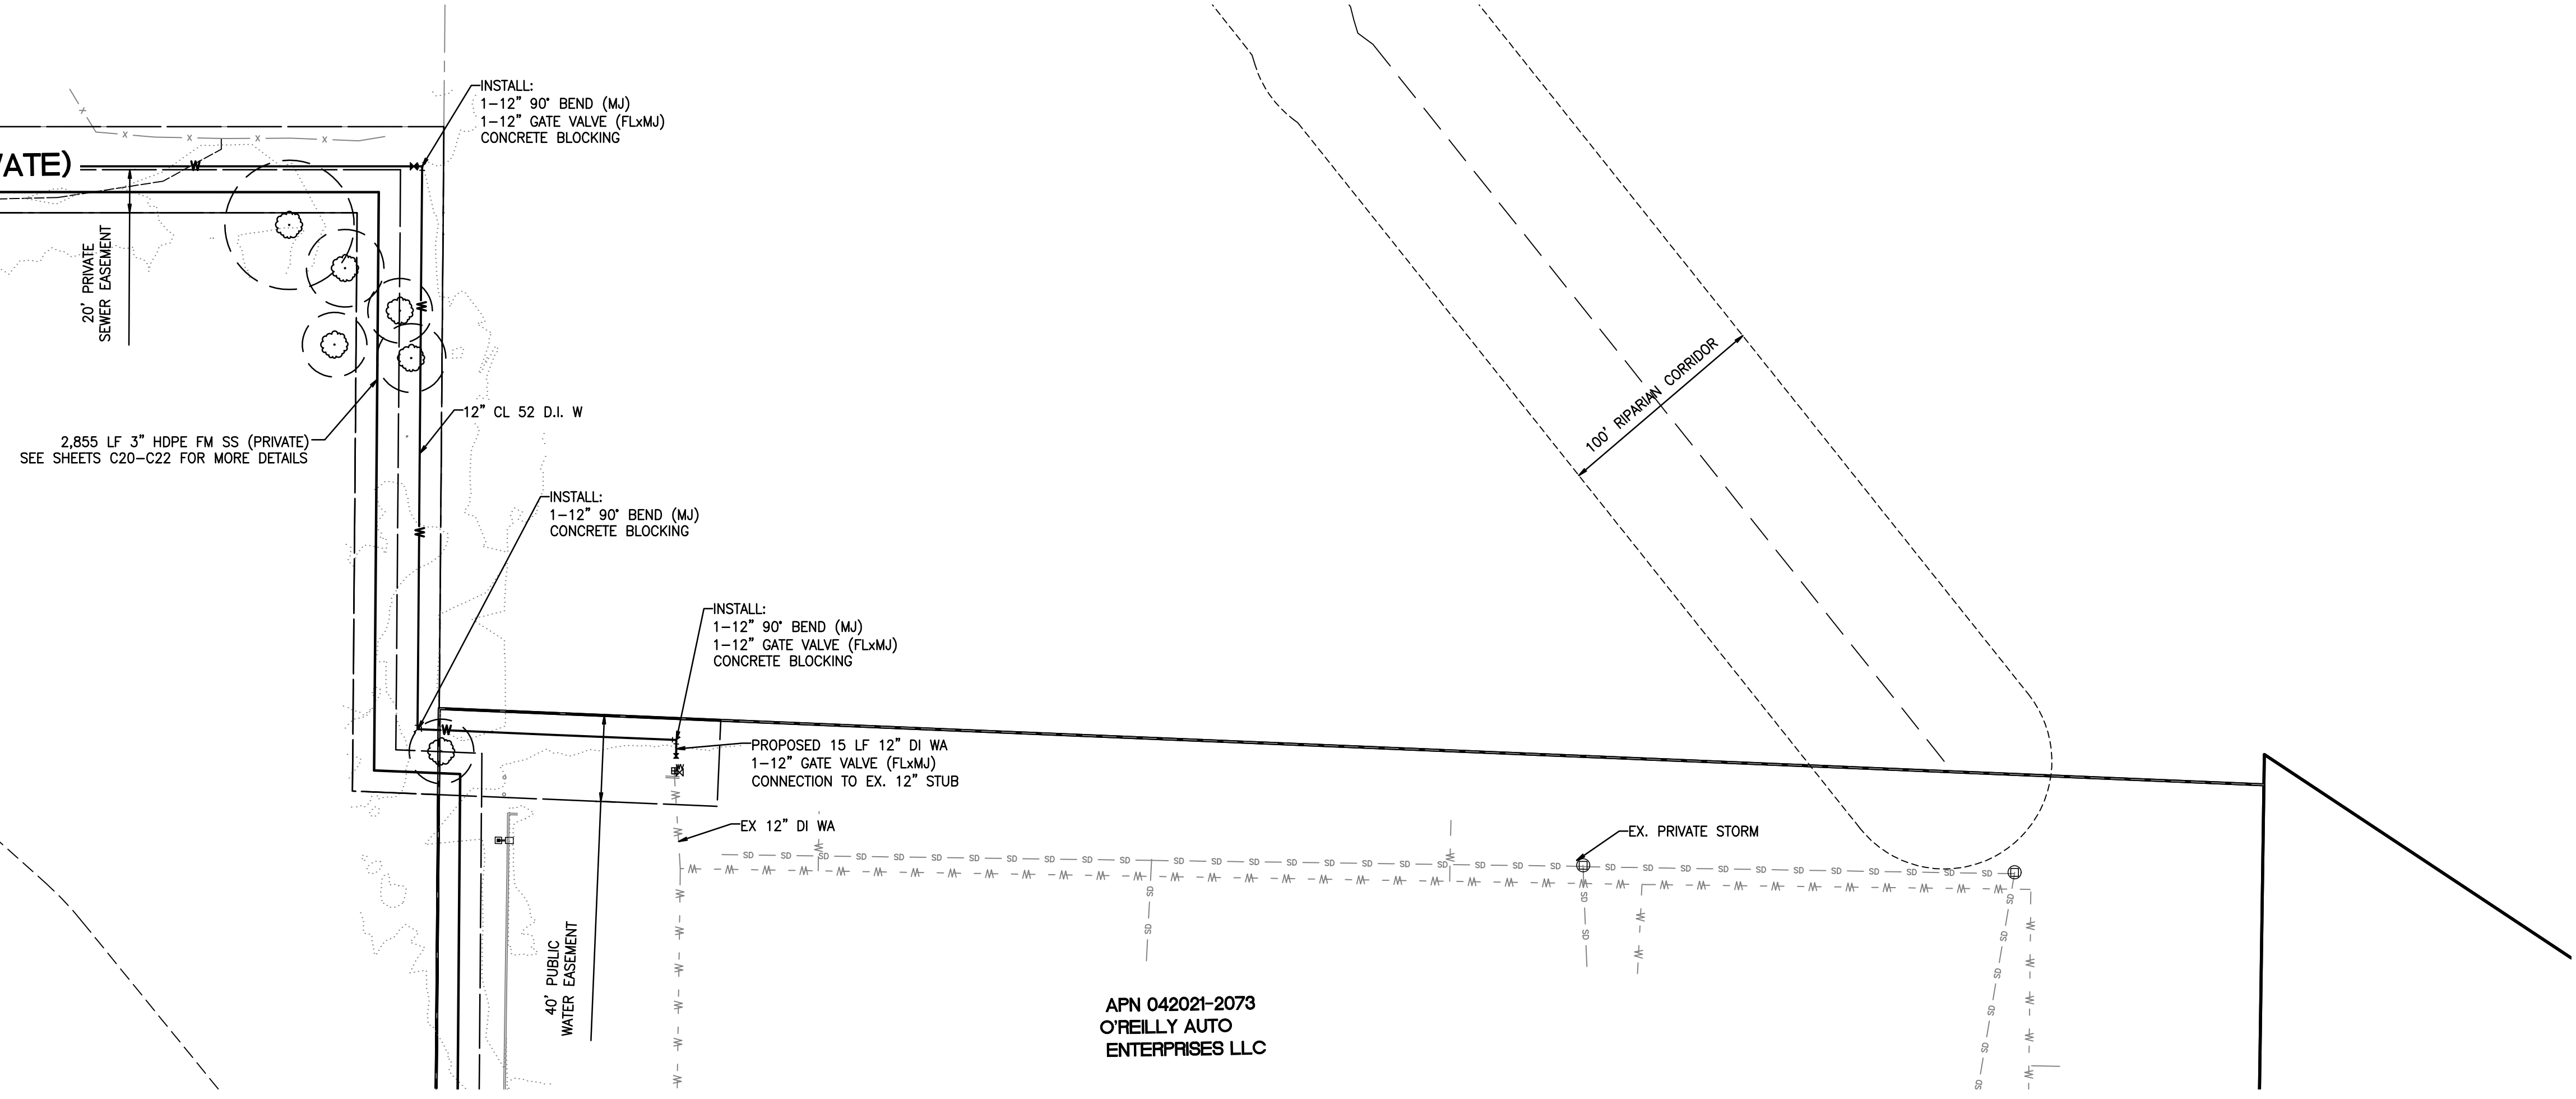 INSTALL:
1-12" 90° BEND (MJ)
1-12" GATE VALVE (FLxMJ)
CONCRETE BLOCKING
VATE)
W
X
X
X
X
X
20' PRIVATE
SEWER EASEMENT
W
12" CL 52 D.I. W
2,855 LF 3" HDPE FM SS (PRIVATE)
SEE SHEETS C20-C22 FOR MORE DETAILS
100' RIPARIAN CORRIDOR
INSTALL:
1-12" 90° BEND (MJ)
CONCRETE BLOCKING
W
INSTALL:
1-12" 90° BEND (MJ)
1-12" GATE VALVE (FLxMJ)
CONCRETE BLOCKING
W
PROPOSED 15 LF 12" DI WA
1-12" GATE VALVE (FLxMJ)
CONNECTION TO EX. 12" STUB
EX 12" DI WA
EX. PRIVATE STORM
SD
W
40' PUBLIC
WATER EASEMENT
APN 042021-2073
O'REILLY AUTO
ENTERPRISES LLC